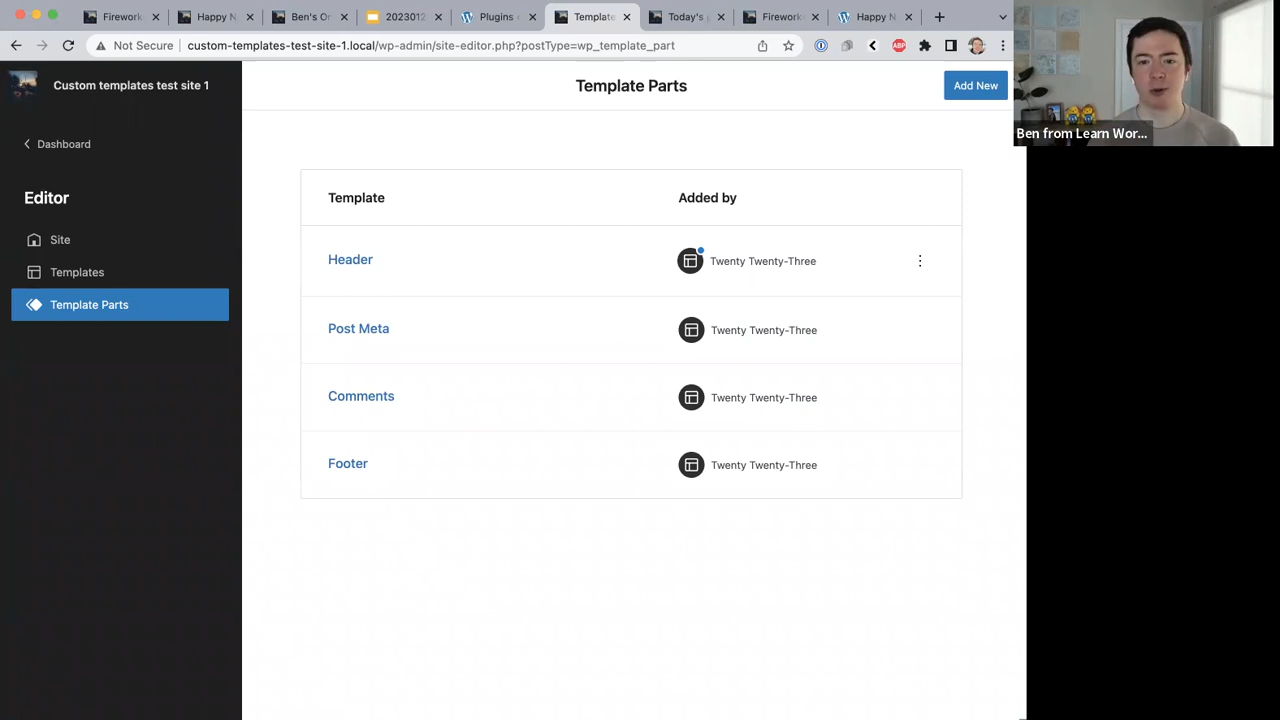 Firework
Happy N
Ben's Or
2023012
Plugins
Template
Today's
Firework
Happy N
Not Secure
custom-templates-test-site-1.local/wp-admin/site-editor.php?postType=wp_template_part
ABP
Custom templates test site 1
Template Parts
Add New
Ben from Learn Wor...
Dashboard
Editor
Site
Templates
Template Parts
Template Added by
Header Twenty Twenty-Three
Post Meta Twenty Twenty-Three
Comments Twenty Twenty-Three
Footer Twenty Twenty-Three